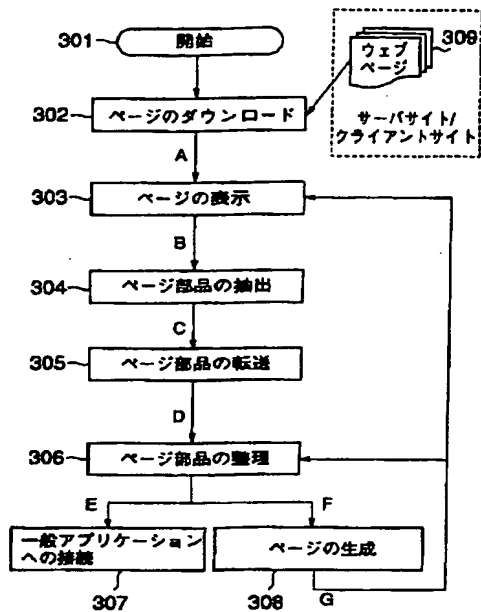 301
開始
309
ウェブ
ページ
サーバサイト/
クライアントサイト
302
ページのダウンロード
A
303
ページの表示
B
304
ページ部品の抽出
C
305
ページ部品の転送
D
306
ページ部品の整理
E
F
一般アプリケーション
への接続
ページの生成
307
308
G